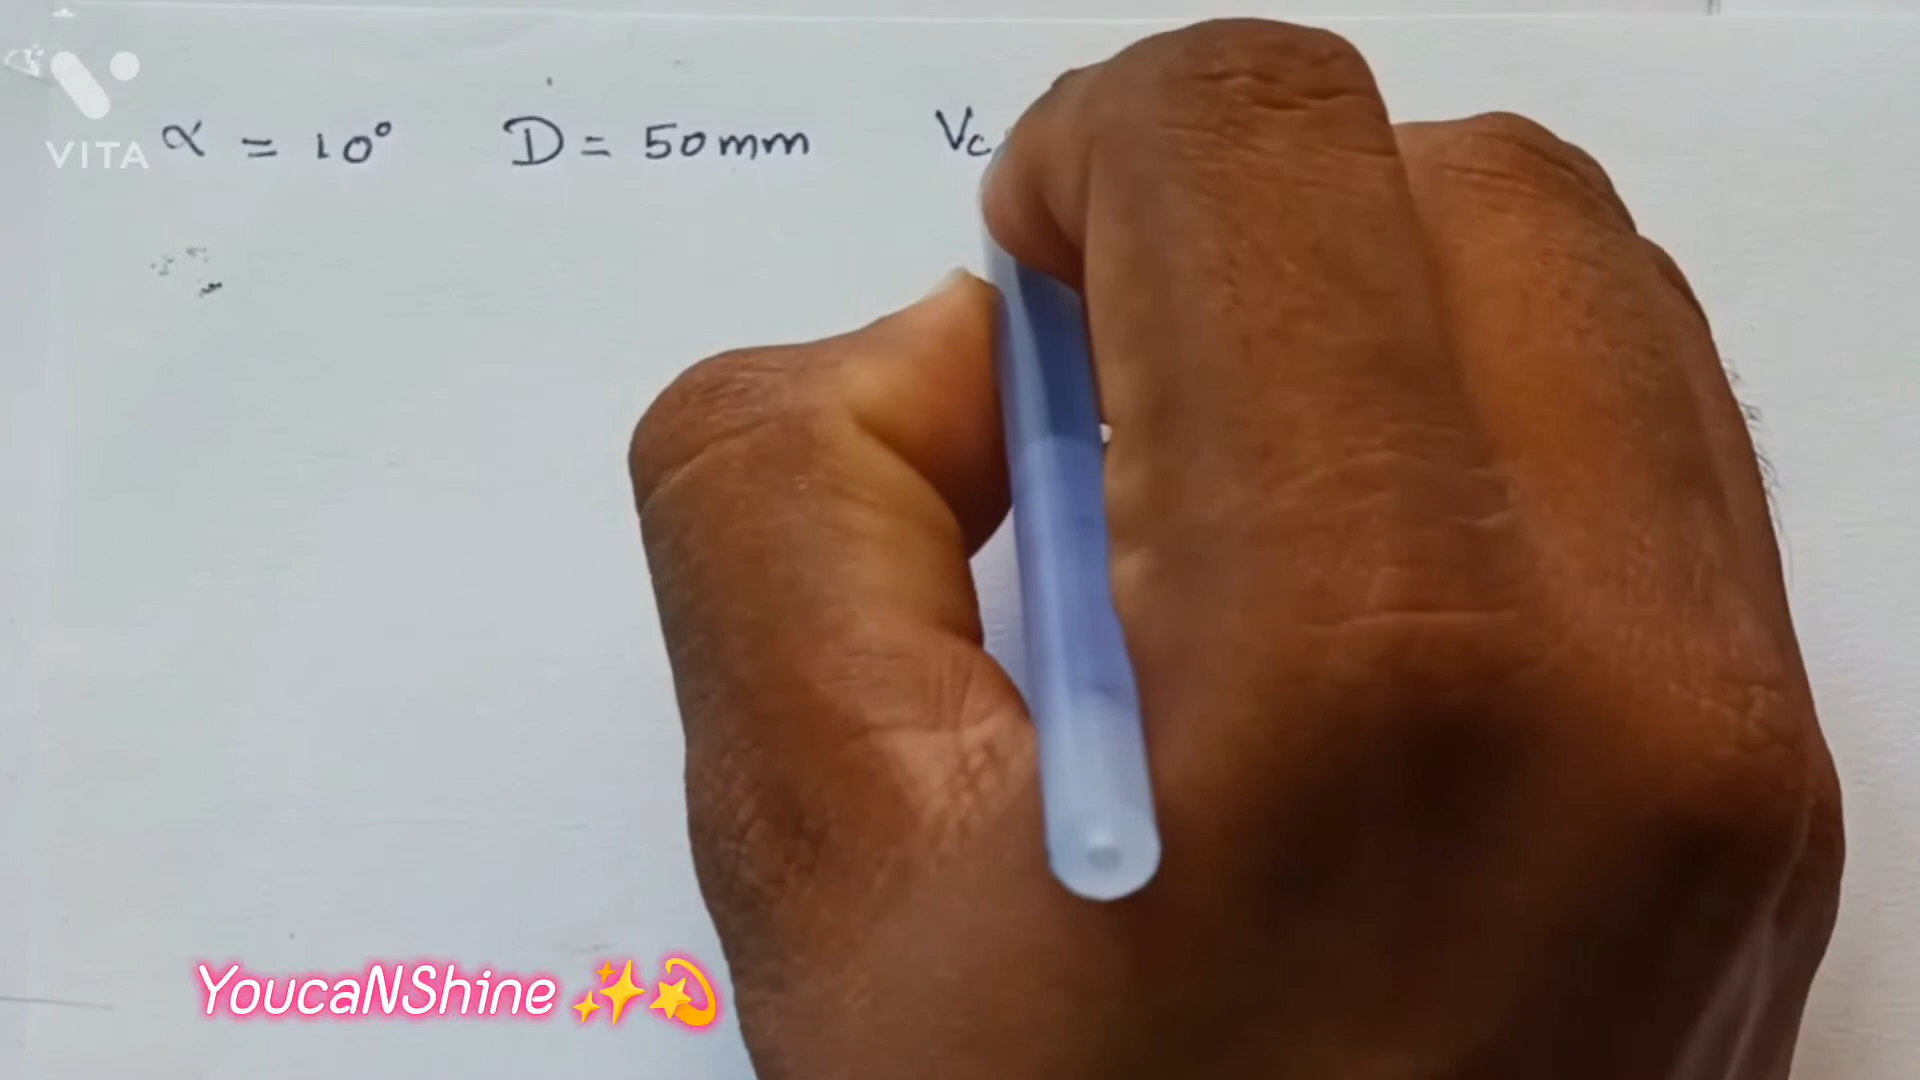 α = 10° D = 50mm Vc
VITA
YoucaNShine